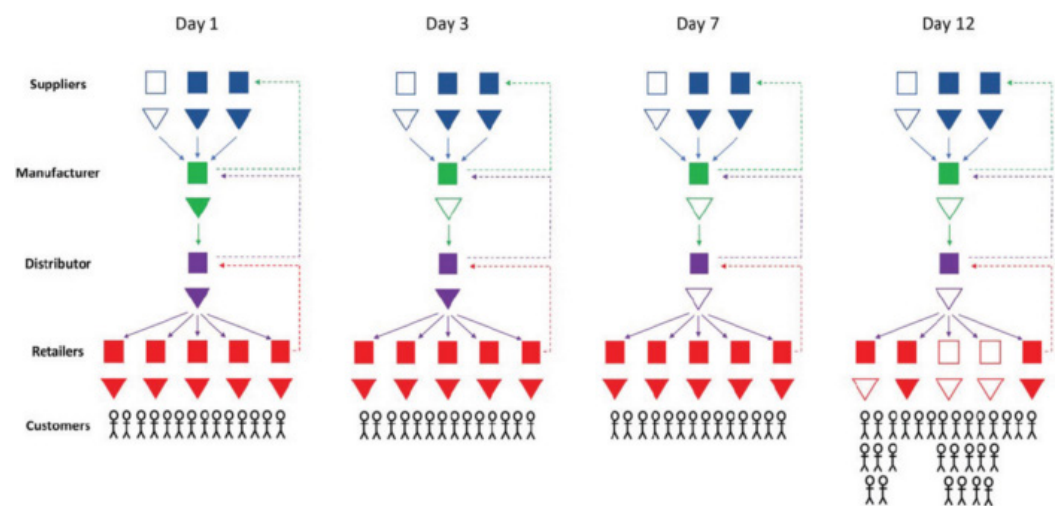 Day 1 Day 3 Day 7 Day 12
Suppliers
Manufacturer
Distributor
Retailers
Customers